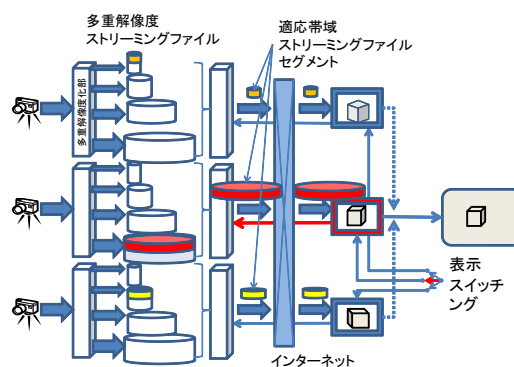 多重解像度
ストリーミングファイル
適応帯域
ストリーミングファイル
セグメント
多重解像度化部
表示
スイッチ
ング
インターネット